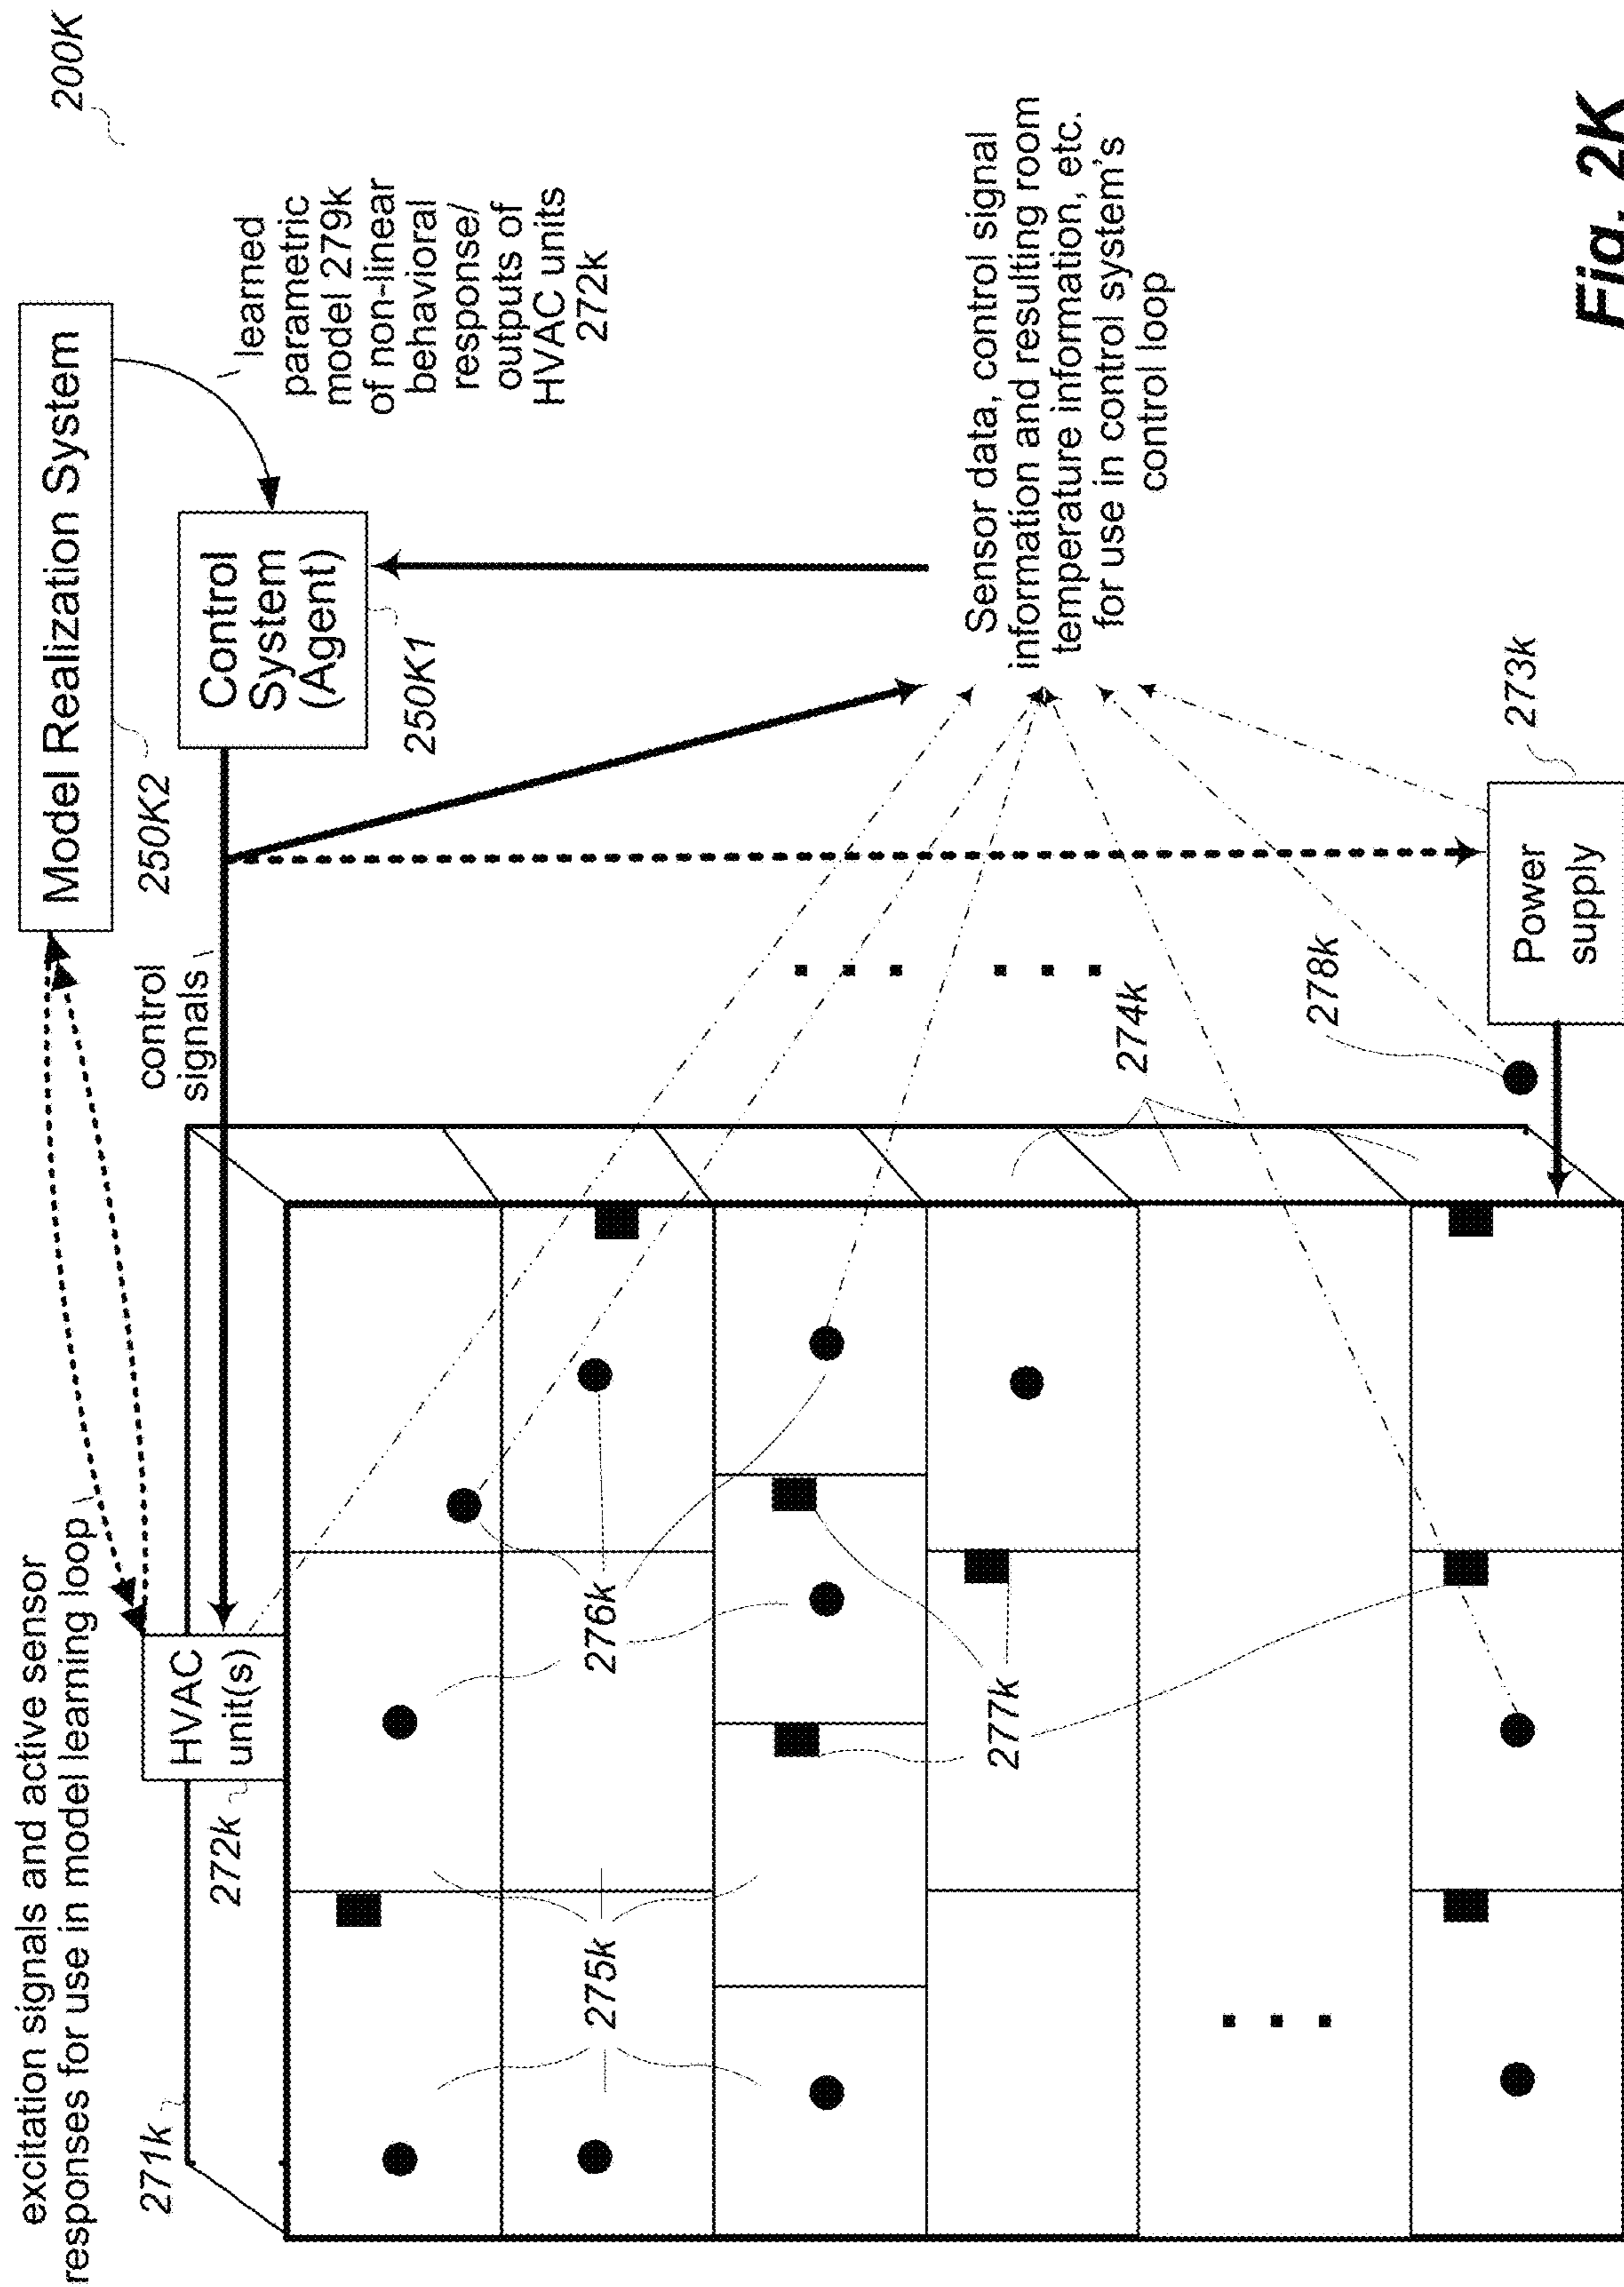 excitation signals and active sensor
responses for use in model learning loop
Model Realization System
200K
250K2
control
signals
Control
System
(Agent)
250K1
learned
parametric
model 279k
of non-linear
behavioral
response/
outputs of
HVAC units
272k
271k
272k
HVAC
unit(s)
276k
275k
277k
274k
278k
Sensor data, control signal
information and resulting room
temperature information, etc.
for use in control system's
control loop
273k
Power
supply
Fig. 2K